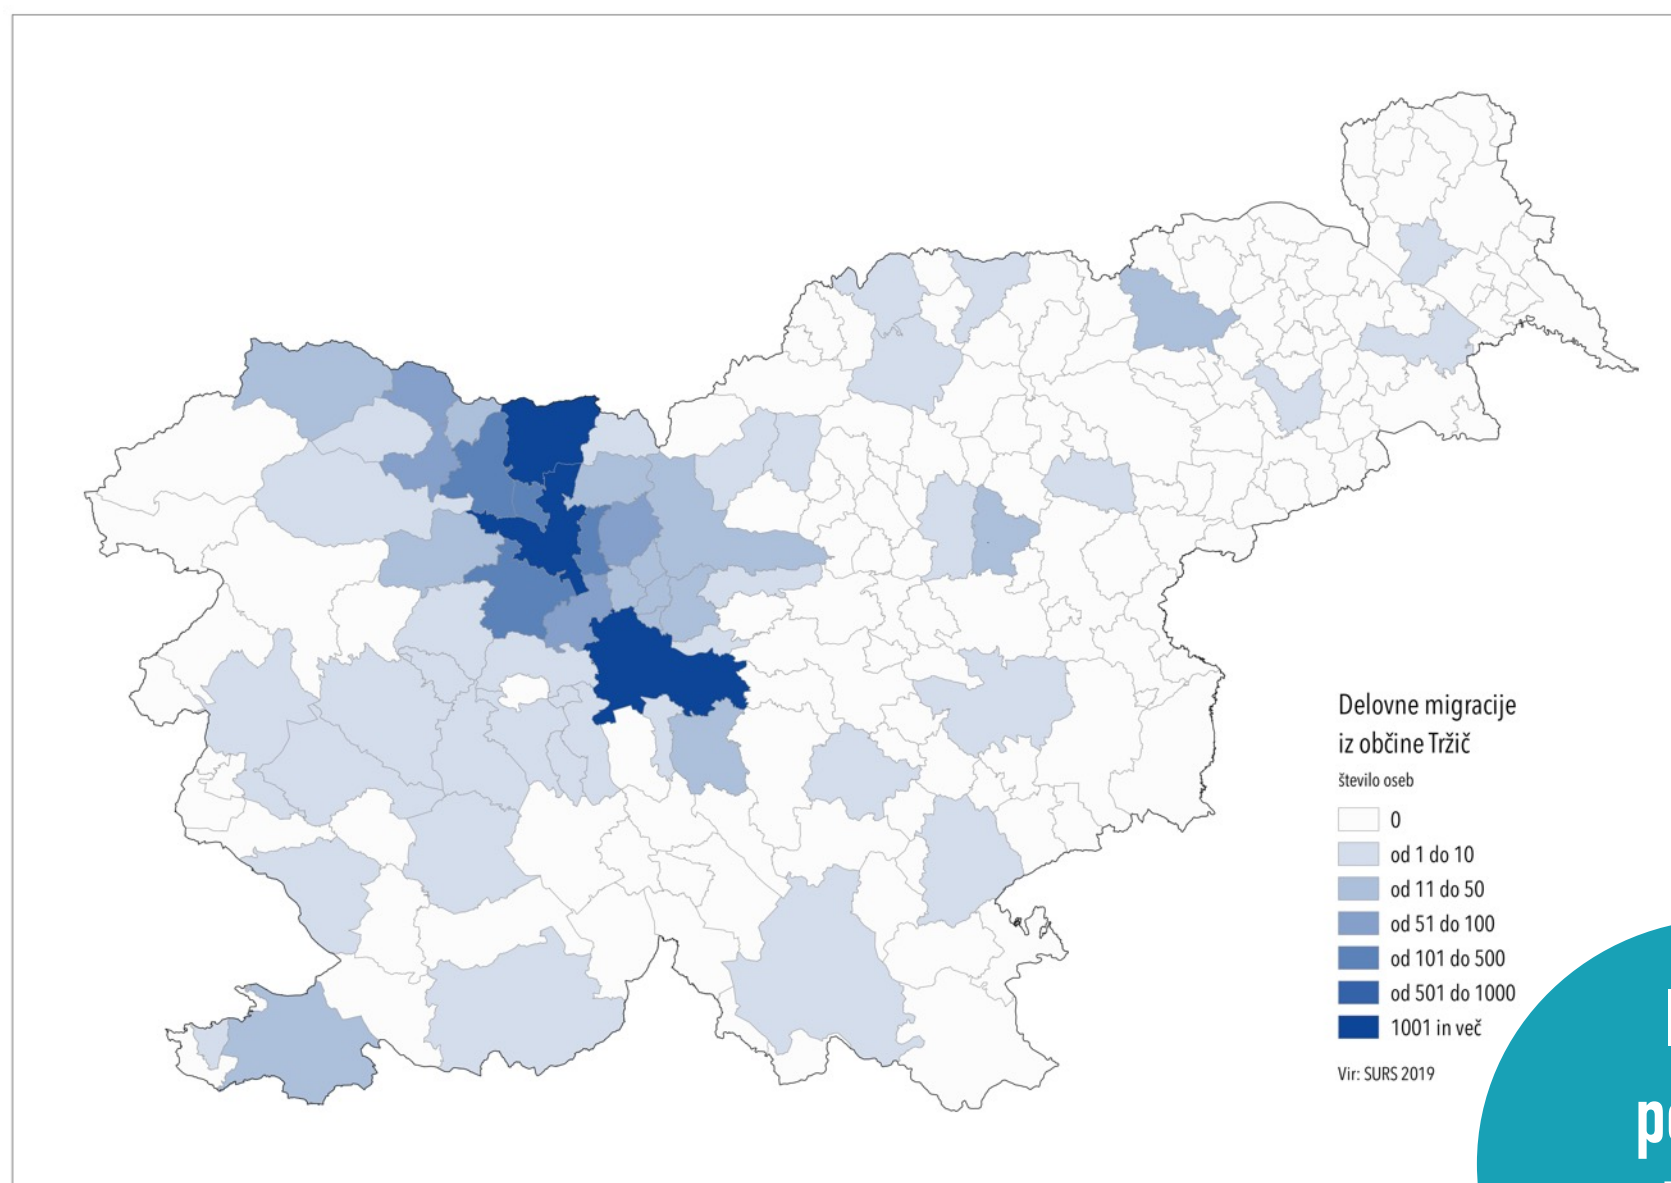 Delovne migracije
iz občine Tržič
število oseb
0
od 1 do 10
od 11 do 50
od 51 do 100
od 101 do 500
od 501 do 1000
1001 in več
Vir: SURS 2019